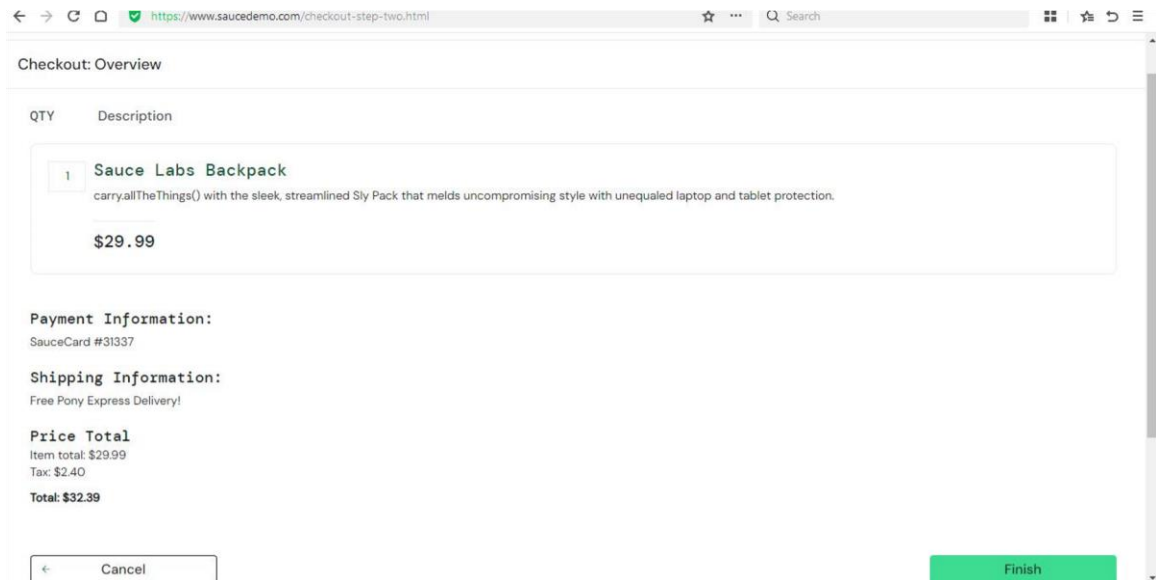 https://www.saucedemo.com/checkout-step-two.html
Search
Checkout: Overview
QTY Description
1 Sauce Labs Backpack
carry.allTheThings() with the sleek, streamlined Sly Pack that melds uncompromising style with unequaled laptop and tablet protection.
$29.99
Payment Information:
SauceCard #31337
Shipping Information:
Free Pony Express Delivery!
Price Total
Item total: $29.99
Tax: $2.40
Total: $32.39
Cancel Finish